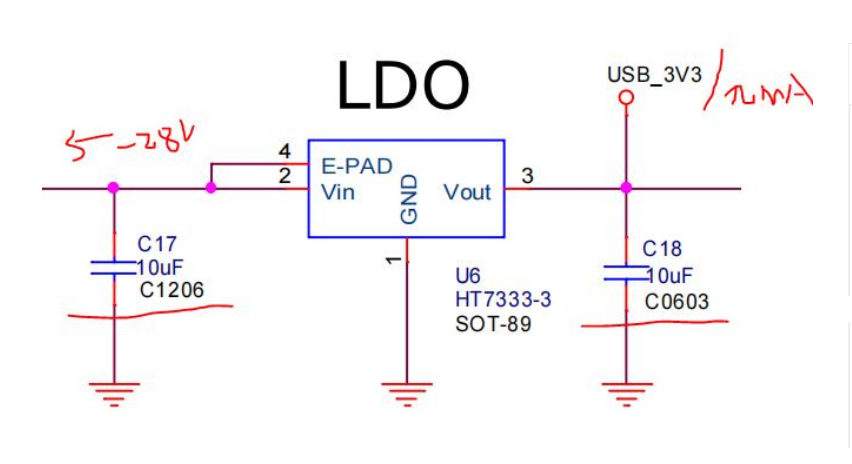 LDO
USB_3V3
5-28V
4
E-PAD
2
Vin
GND
Vout
3
1
C17
10uF
C1206
U6
HT7333-3
SOT-89
C18
10uF
C0603